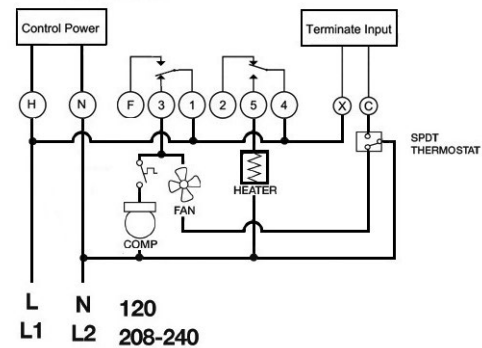 Control Power
Terminate Input
H N F 3 1 2 5 4 X C
SPDT
THERMOSTAT
HEATER
FAN
COMP
L N 120
L1 L2 208-240